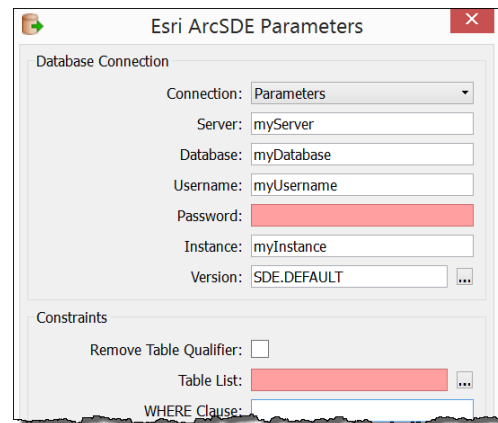 Esri ArcSDE Parameters
Database Connection
Connection: Parameters
Server: myServer
Database: myDatabase
Username: myUsername
Password:
Instance: myInstance
Version: SDE.DEFAULT ...
Constraints
Remove Table Qualifier:
Table List: ...
WHERE Clause: